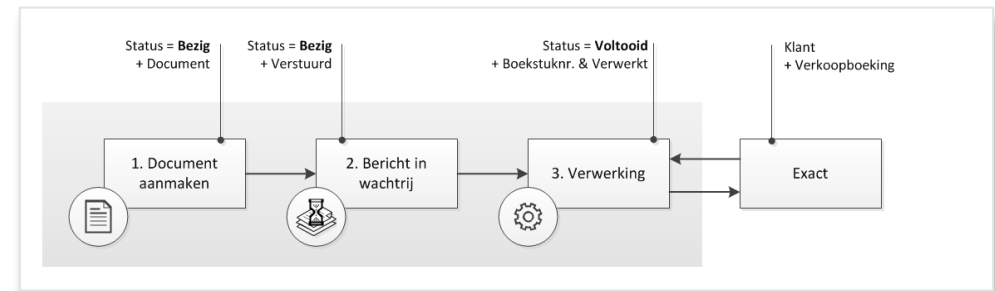 Status = Bezig
+ Document
Status = Bezig
+ Verstuurd
Status = Voltooid
+ Boekstuknr. & Verwerkt
Klant
+ Verkoopboeking
1. Document
aanmaken
2. Bericht in
wachtrij
3. Verwerking
Exact